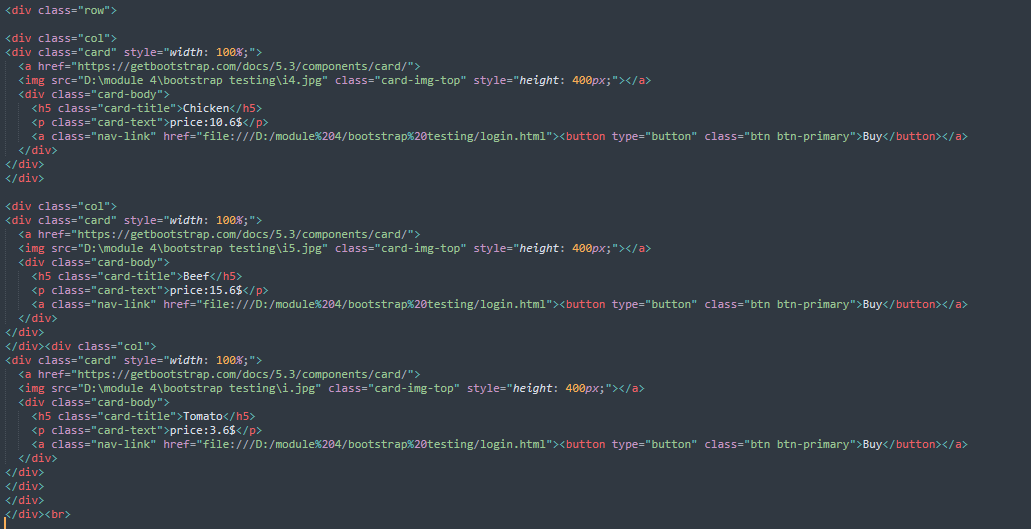 <div class="row">
<div class="col">
<div class="card" style="width: 100%;">
<a href="https://getbootstrap.com/docs/5.3/components/card/">
<img src="D:\module 4\bootstrap testing\i4.jpg" class="card-img-top" style="height: 400px;"></a>
<div class="card-body">
<h5 class="card-title">Chicken</h5>
<p class="card-text">price:10.6$</p>
<a class="nav-link" href="file:///D:/module%204/bootstrap%20testing/login.html"><button type="button" class="btn btn-primary">Buy</button></a>
</div>
</div>
</div>
<div class="col">
<div class="card" style="width: 100%;">
<a href="https://getbootstrap.com/docs/5.3/components/card/">
<img src="D:\module 4\bootstrap testing\i5.jpg" class="card-img-top" style="height: 400px;"></a>
<div class="card-body">
<h5 class="card-title">Beef</h5>
<p class="card-text">price:15.6$</p>
<a class="nav-link" href="file:///D:/module%204/bootstrap%20testing/login.html"><button type="button" class="btn btn-primary">Buy</button></a>
</div>
</div>
</div><div class="col">
<div class="card" style="width: 100%;">
<a href="https://getbootstrap.com/docs/5.3/components/card/">
<img src="D:\module 4\bootstrap testing\i.jpg" class="card-img-top" style="height: 400px;"></a>
<div class="card-body">
<h5 class="card-title">Tomato</h5>
<p class="card-text">price:3.6$</p>
<a class="nav-link" href="file:///D:/module%204/bootstrap%20testing/login.html"><button type="button" class="btn btn-primary">Buy</button></a>
</div>
</div>
</div>
</div>
</div><br>